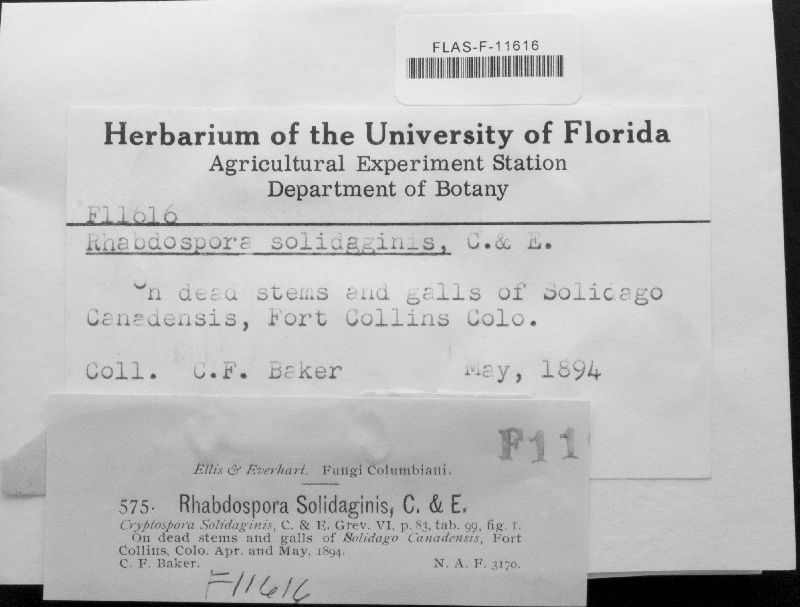 FLAS-F-11616
Herbarium of the University of Florida
Agricultural Experiment Station
Department of Botany
F11616
Rhabdospora solidaginis, C.& E.
On dead stems and galls of Solidago
Canadensis, Fort Collins Colo.
Coll. C.F. Baker May, 1894
F11
Ellis & Everhart. Fungi Columbiani.
575. Rhabdospora Solidaginis, C. & E.
Cryptospora Solidaginis, C. & E. Grev. VI, p. 83, tab. 99, fig. 1.
On dead stems and galls of Solidago Canadensis, Fort
Collins, Colo. Apr. and May, 1894.
C. F. Baker. N. A. F. 3170.
F11616